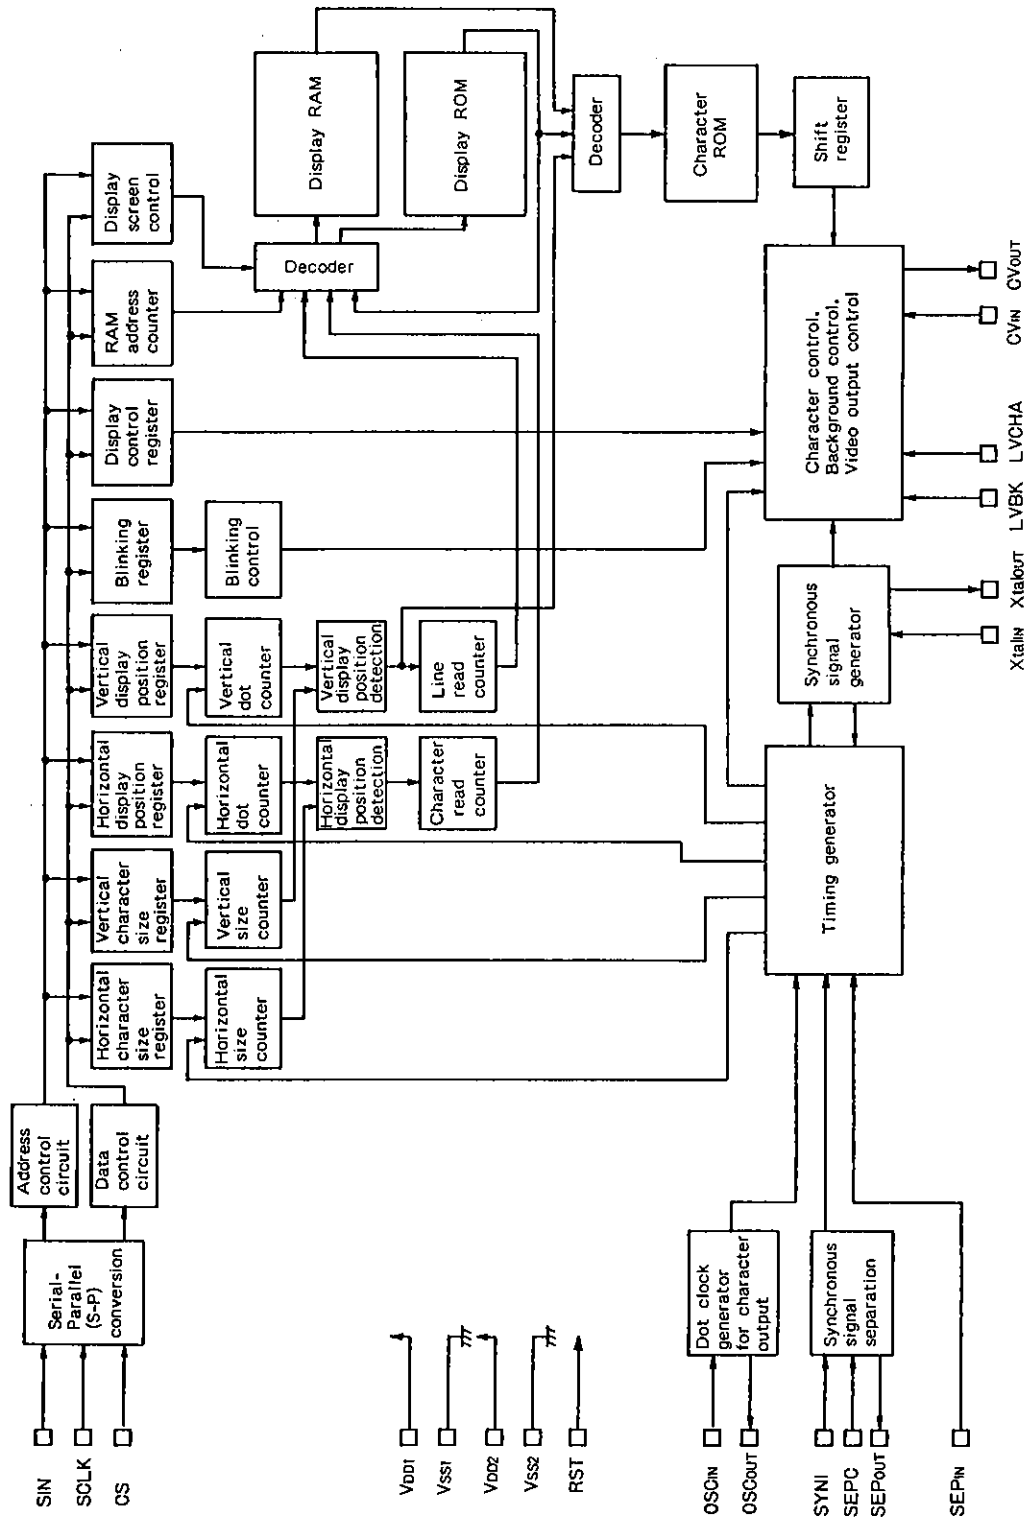 SIN
SCLK
CS
Serial-
Parallel
(S-P)
conversion
Address
control
circuit
Data
control
circuit
Horizontal
character
size
register
Vertical
character
size
register
Horizontal
display
position
register
Vertical
display
position
register
Blinking
register
Display
control
register
RAM
address
counter
Display
screen
control
Horizontal
size
counter
Vertical
size
counter
Horizontal
dot
counter
Vertical
dot
counter
Blinking
control
Horizontal
display
position
detection
Vertical
display
position
detection
Character
read
counter
Line
read
counter
Decoder
Display RAM
Display ROM
Decoder
Character
ROM
Shift
register
VDD1
VSS1
VDD2
VSS2
RST
OSCIN
OSCOUT
SYNI
SEPC
SEPOUT
SEPIN
Dot clock
generator
for character
output
Synchronous
signal
separation
Timing generator
Synchronous
signal
generator
Character control.
Background control.
Video output control
XtalIN
XtalOUT
LVBK
LVCHA
CVIN
CVOUT